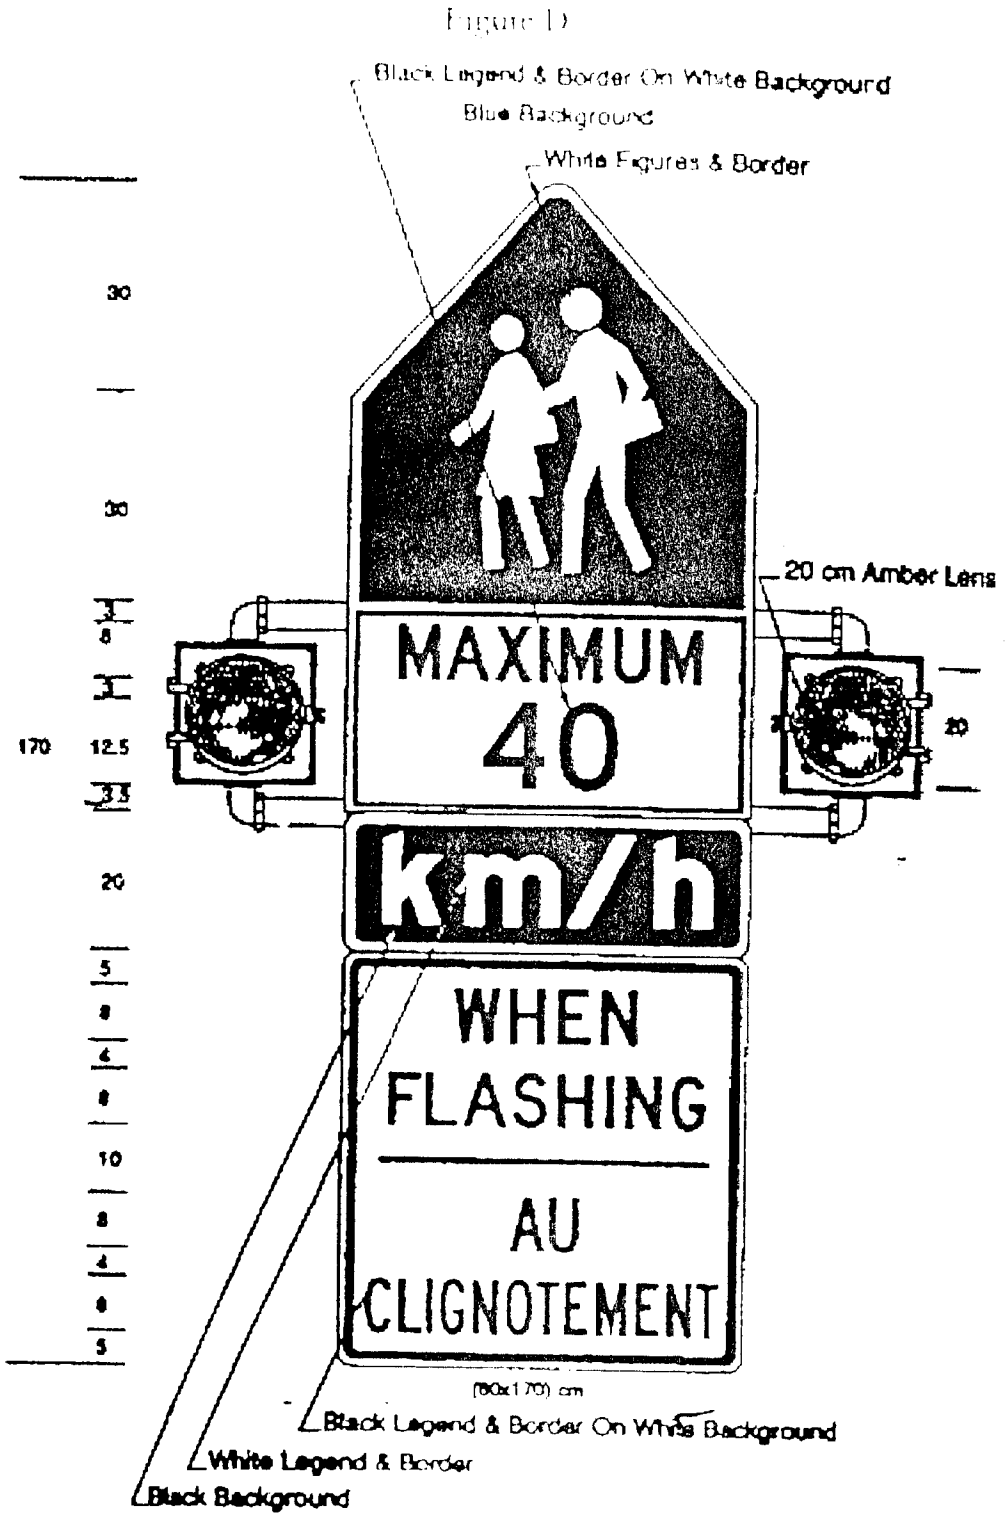 Figure D
Black Legend & Border On White Background
Blue Background
White Figures & Border
30
30
20 cm Amber Lens
3
8
MAXIMUM
3
40
20
170 12.5
3.5
km/h
20
5
WHEN
8
4
FLASHING
8
10
AU
8
4
CLIGNOTEMENT
8
5
(60x170) cm
Black Legend & Border On White Background
White Legend & Border
Black Background